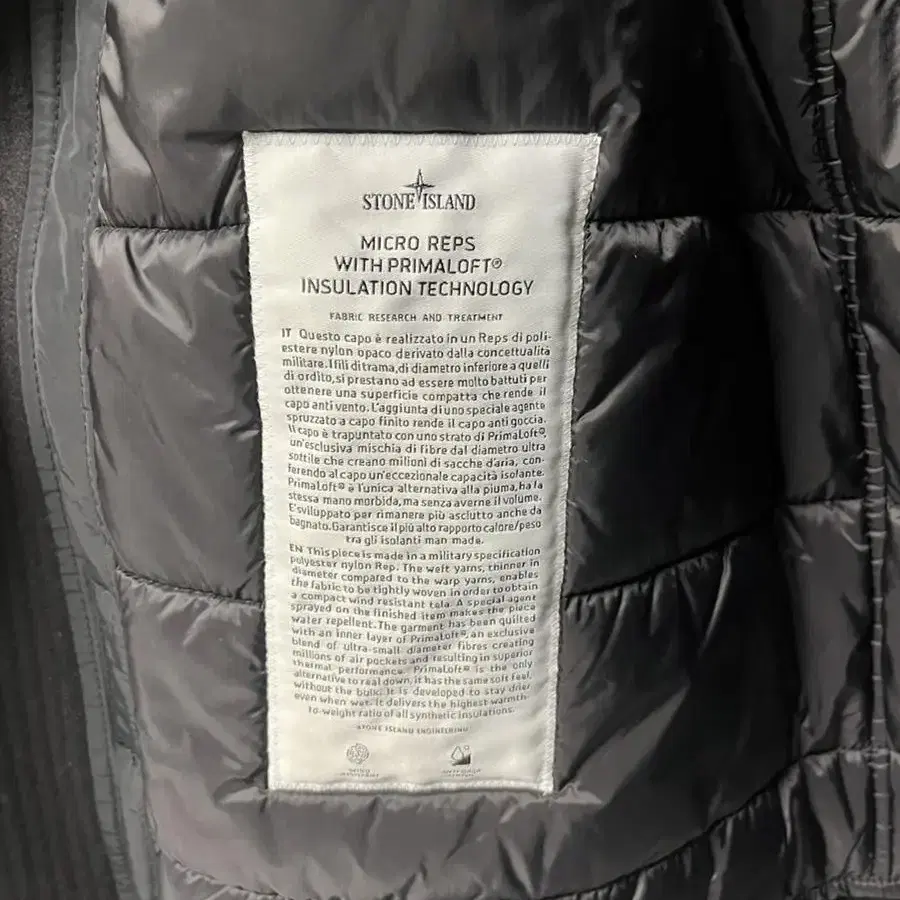 STONE ISLAND
MICRO REPS
WITH PRIMALOFT®
INSULATION TECHNOLOGY
FABRIC RESEARCH AND TREATMENT
IT Questo capo è realizzato in un Reps di poli-
estere nylon opaco derivato dalla concettualità
militare. I fili di trama, di diametro inferiore a quelli
di ordito, si prestano ad essere molto battuti per
ottenere una superficie compatta che rende il
capo anti vento. L'aggiunta di uno speciale agente
spruzzato a capo finito rende il capo anti goccia.
Il capo è trapuntato con uno strato di PrimaLoft®,
un'esclusiva mischia di fibre dal diametro ultra
sottile che creano milioni di sacche d'aria, con-
ferendo al capo un'eccezionale capacità isolante.
PrimaLoft® è l'unica alternativa alla piuma, ha la
stessa mano morbida, ma senza averne il volume.
E'sviluppato per rimanere più asciutto anche da
bagnato. Garantisce il più alto rapporto calore/peso
tra gli isolanti man made.
EN This piece is made in a military specification
polyester nylon Rep. The weft yarns, thinner in
diameter compared to the warp yarns, enables
the fabric to be tightly woven in order to obtain
a compact wind resistant tela. A special agent
sprayed on the finished item makes the piece
water repellent. The garment has been quilted
with an inner layer of PrimaLoft®, an exclusive
blend of ultra-small diameter fibres creating
millions of air pockets and resulting in superior
thermal performance. PrimaLoft® is the only
alternative to real down, it has the same soft feel,
without the bulk. It is developed to stay drier
even when wet. It delivers the highest warmth-
to-weight ratio of all synthetic insulations.
STONE ISLAND ENGINEERING
WIND
RESISTANT